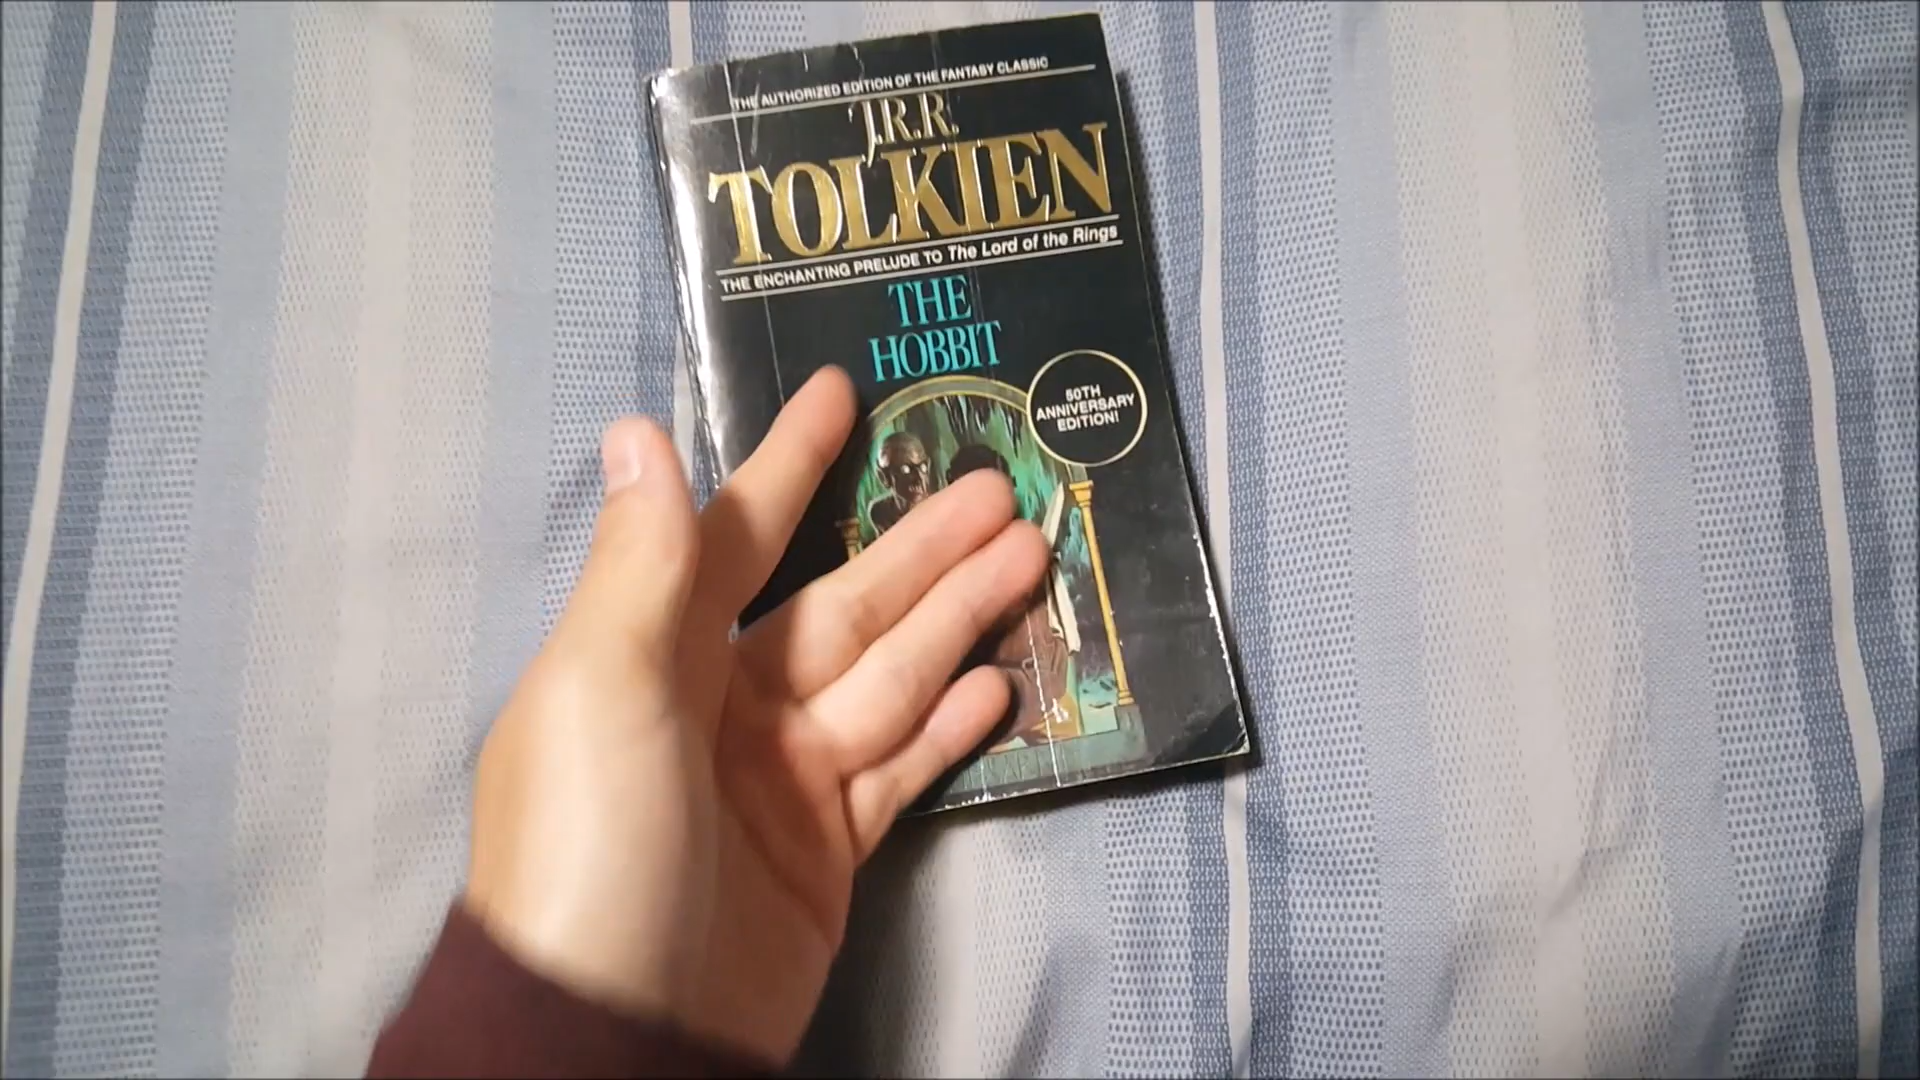 THE AUTHORIZED EDITION OF THE FANTASY CLASSIC
J.R.R.
TOLKIEN
THE ENCHANTING PRELUDE TO The Lord of the Rings
THE
HOBBIT
50TH
ANNIVERSARY
EDITION!